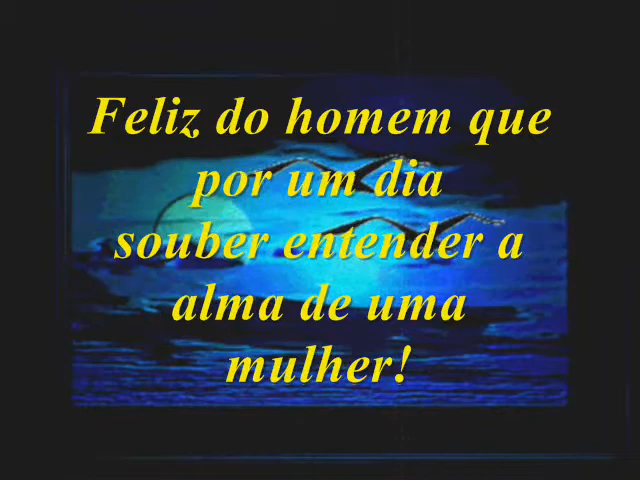 Feliz do homem que
por um dia
souber entender a
alma de uma
mulher!